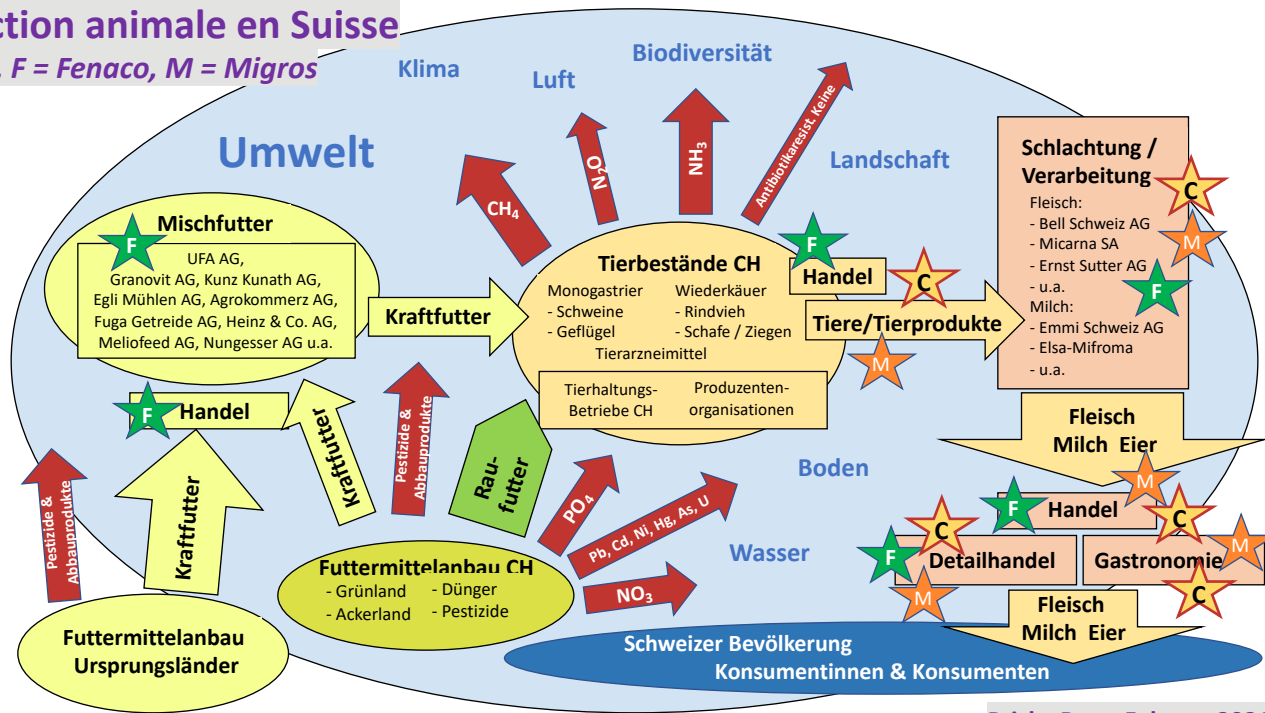 ction animale en Suisse
, F = Fenaco, M = Migros
Klima
Luft
Biodiversität
Landschaft
Umwelt
CH₄
N₂O
NH₃
Antibiotikaresist. Keine
Mischfutter
F
UFA AG,
Granovit AG, Kunz Kunath AG,
Egli Mühlen AG, Agrokommerz AG,
Fuga Getreide AG, Heinz & Co. AG,
Meliofeed AG, Nungesser AG u.a.
F
Handel
Kraftfutter
Kraftfutter
Kraftfutter
Pestizide &
Abbauprodukte
Pestizide &
Abbauprodukte
Futtermittelanbau
Ursprungsländer
Tierbestände CH
Monogastrier
- Schweine
- Geflügel
Wiederkäuer
- Rindvieh
- Schafe / Ziegen
Tierarzneimittel
Tierhaltungs-
Betriebe CH
Produzenten-
organisationen
F
Handel
C
Tiere/Tierprodukte
M
Schlachtung /
Verarbeitung
C
Fleisch:
- Bell Schweiz AG
- Micarna SA
M
- Ernst Sutter AG
- u.a.
F
Milch:
- Emmi Schweiz AG
- Elsa-Mifroma
- u.a.
Rau-
futter
Futtermittelanbau CH
- Grünland
- Ackerland
- Dünger
- Pestizide
PO₄
Pb, Cd, Ni, Hg, As, U
NO₃
Boden
Wasser
Fleisch
Milch Eier
M
F
Handel
C
C
F
Detailhandel
M
Gastronomie
M
C
Fleisch
Milch Eier
Schweizer Bevölkerung
Konsumentinnen & Konsumenten